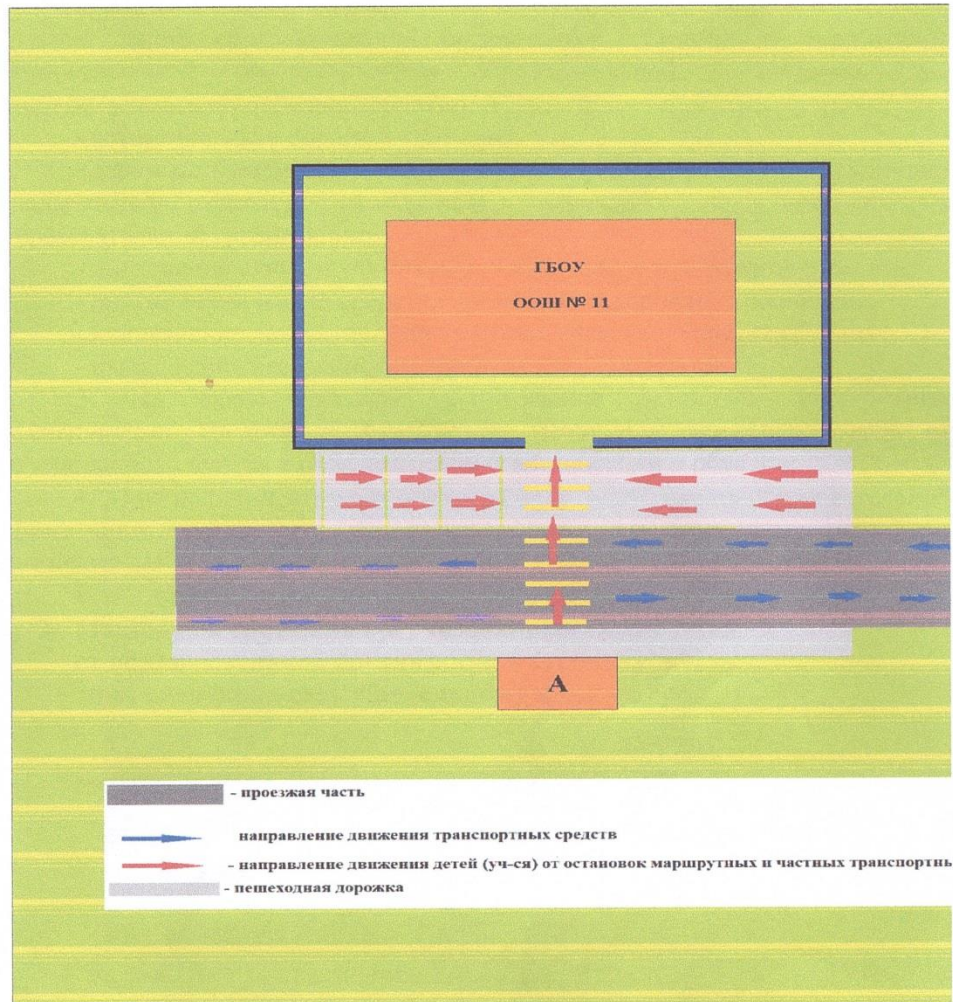 ГБОУ
ООШ № 11
А
- проезжая часть
направление движения транспортных средств
- направление движения детей (уч-ся) от остановок маршрутных и частных
- пешеходная дорожка